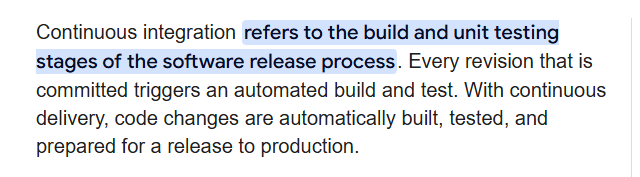 Continuous integration refers to the build and unit testing
stages of the software release process. Every revision that is
committed triggers an automated build and test. With continuous
delivery, code changes are automatically built, tested, and
prepared for a release to production.